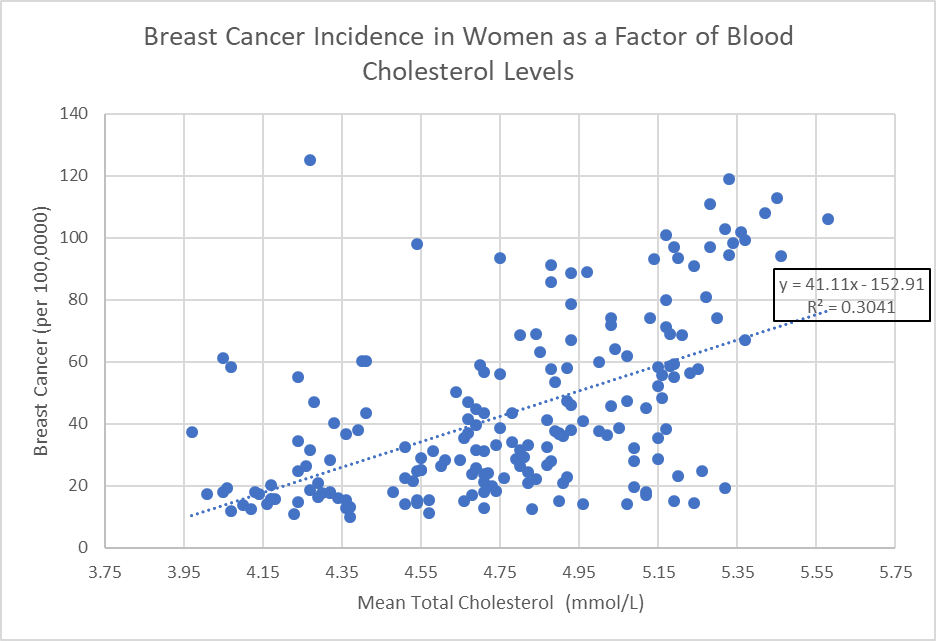 Breast Cancer Incidence in Women as a Factor of Blood
Cholesterol Levels
140
120
100
80
60
40
20
0
Breast Cancer (per 100,0000)
y = 41.11x - 152.91
R² = 0.3041
3.75 3.95 4.15 4.35 4.55 4.75 4.95 5.15 5.35 5.55 5.75
Mean Total Cholesterol (mmol/L)